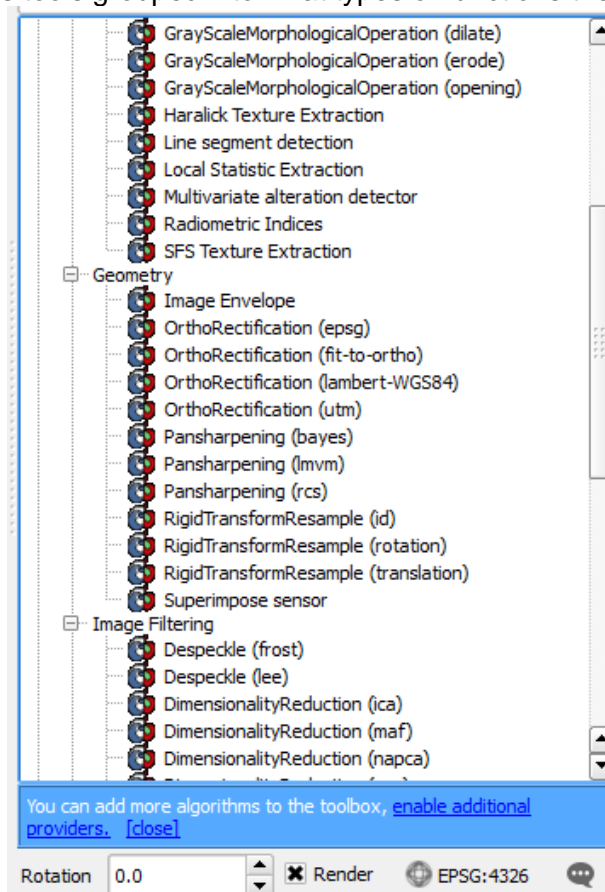 GrayScaleMorphologicalOperation (dilate)
GrayScaleMorphologicalOperation (erode)
GrayScaleMorphologicalOperation (opening)
Haralick Texture Extraction
Line segment detection
Local Statistic Extraction
Multivariate alteration detector
Radiometric Indices
SFS Texture Extraction
Geometry
Image Envelope
OrthoRectification (epsg)
OrthoRectification (fit-to-ortho)
OrthoRectification (lambert-WGS84)
OrthoRectification (utm)
Pansharpening (bayes)
Pansharpening (lmvm)
Pansharpening (rcs)
RigidTransformResample (id)
RigidTransformResample (rotation)
RigidTransformResample (translation)
Superimpose sensor
Image Filtering
Despeckle (frost)
Despeckle (lee)
DimensionalityReduction (ica)
DimensionalityReduction (maf)
DimensionalityReduction (napca)
You can add more algorithms to the toolbox, enable additional
providers. [close]
Rotation 0.0 Render EPSG:4326